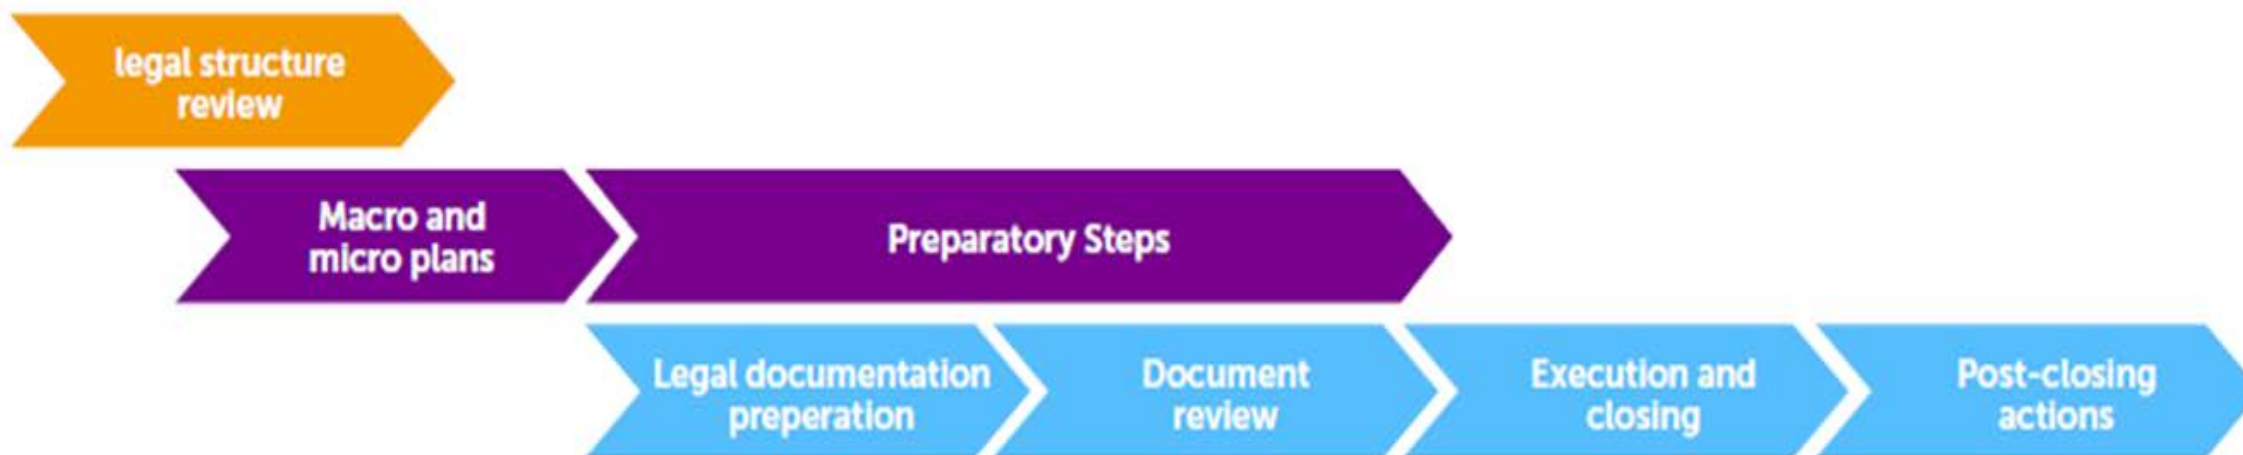 legal structure
review
Macro and
micro plans
Preparatory Steps
Legal documentation
preperation
Document
review
Execution and
closing
Post-closing
actions